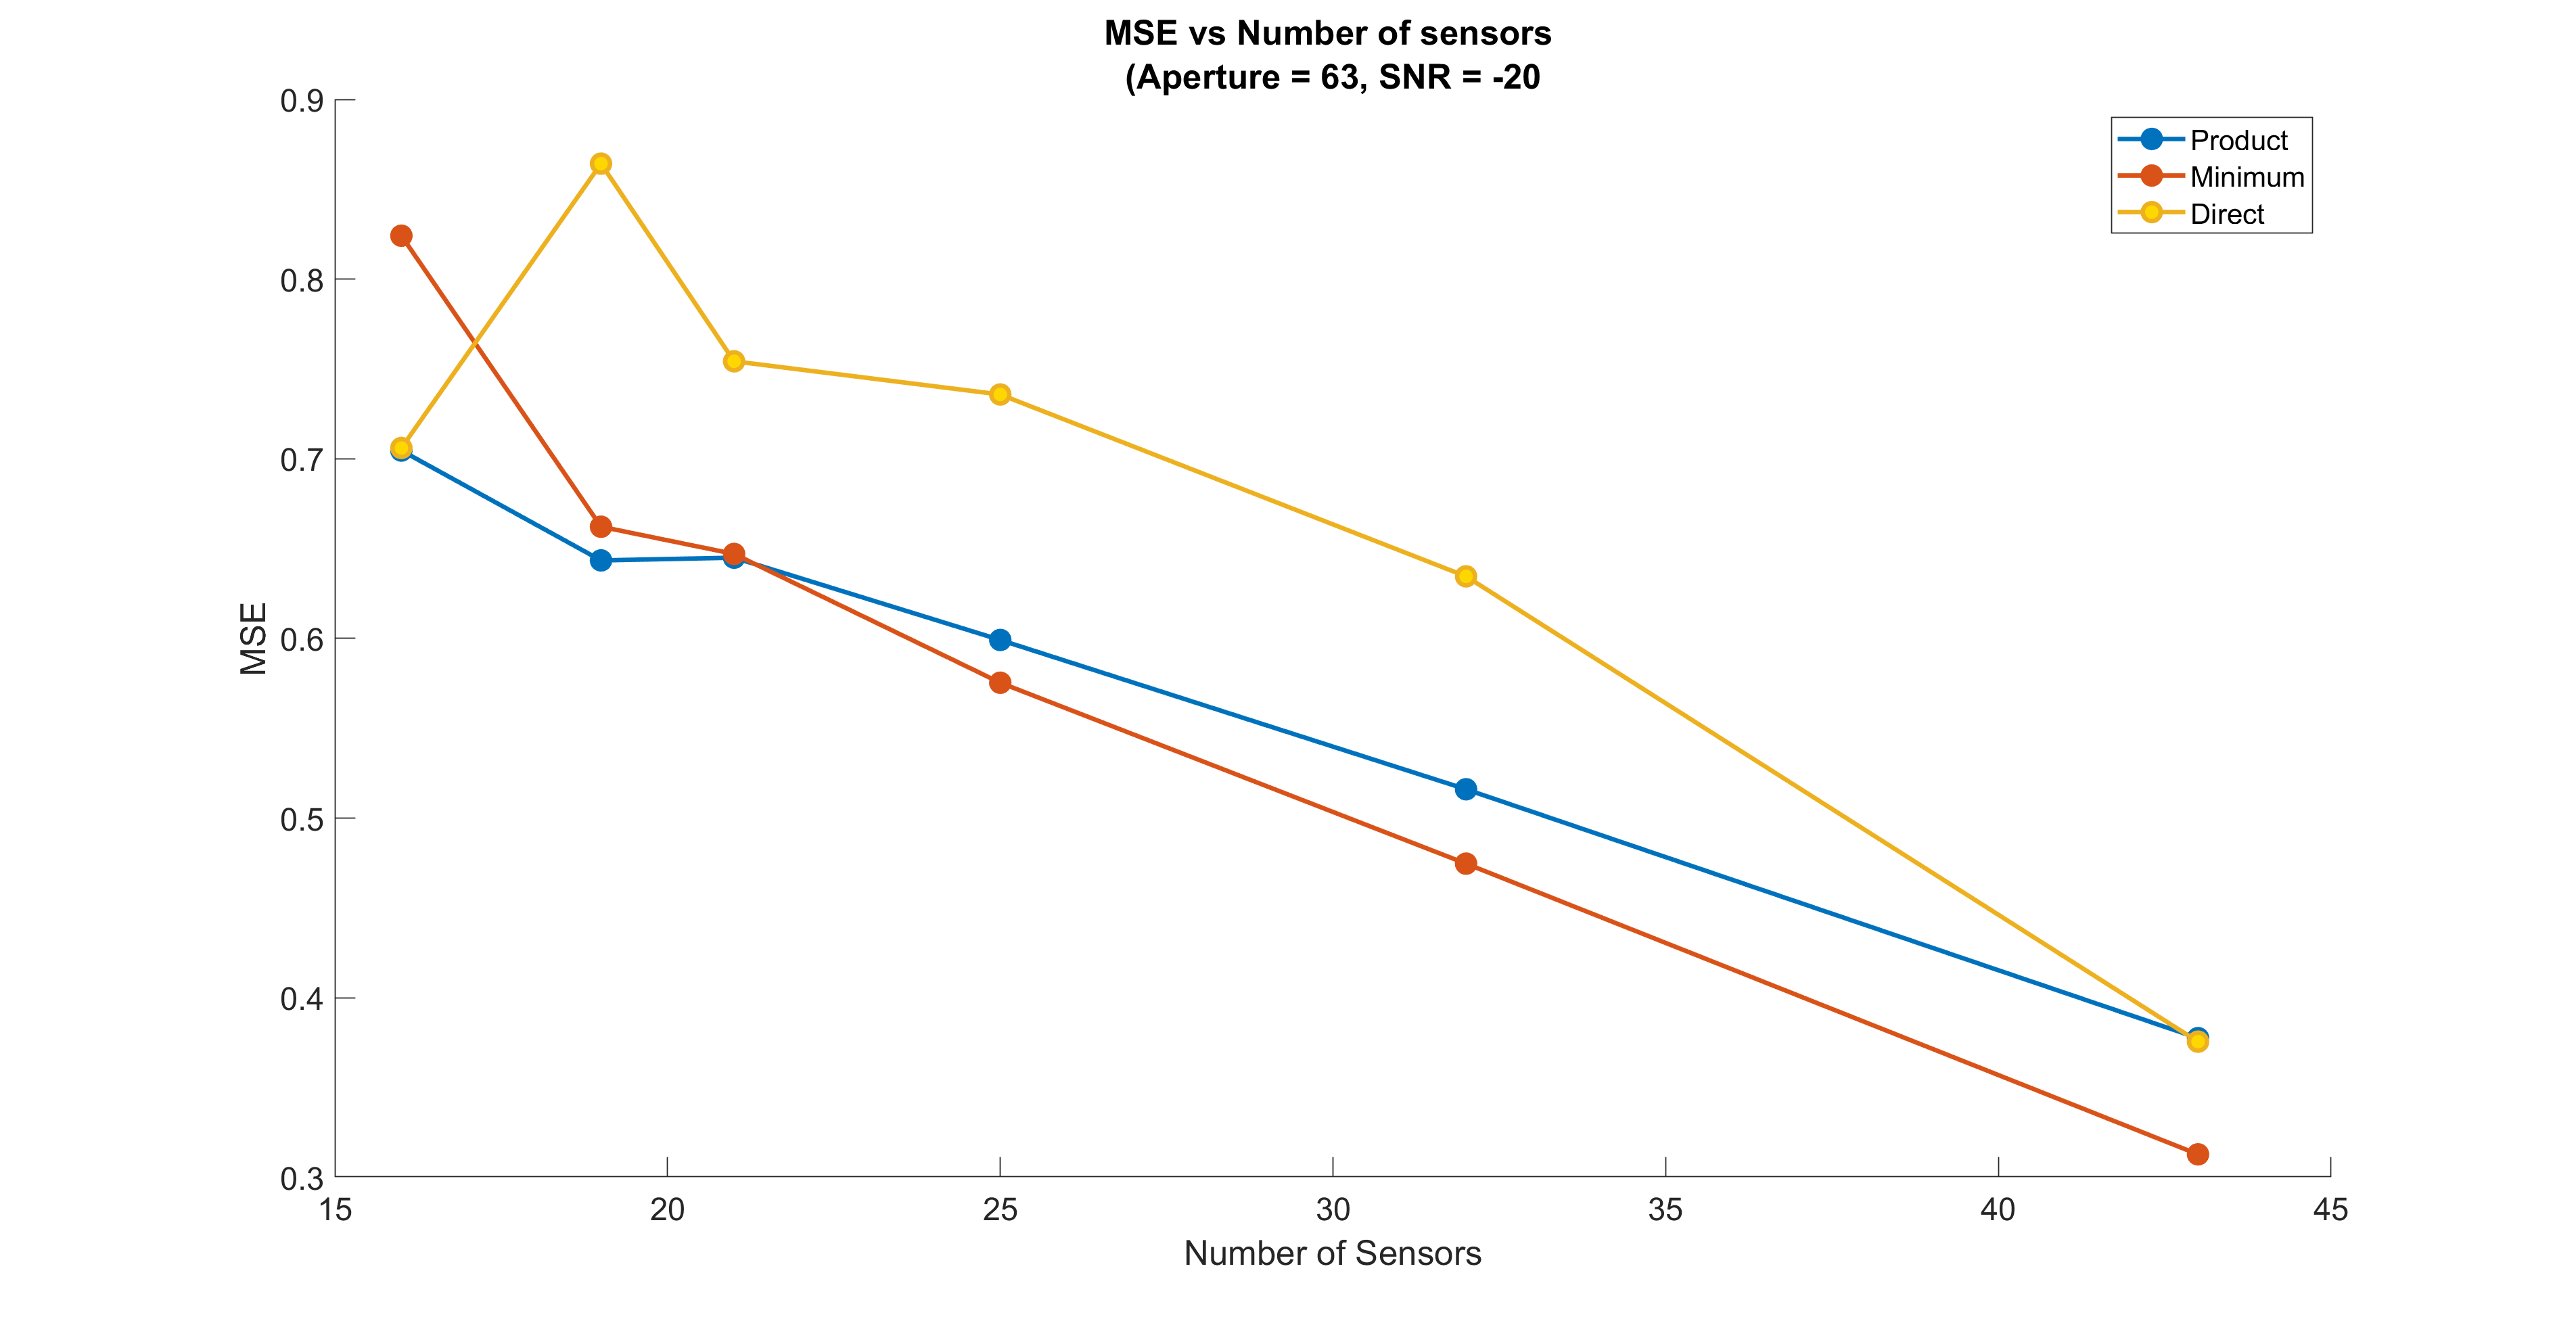 MSE vs Number of sensors
(Aperture = 63, SNR = -20
0.9
0.8
0.7
0.6
0.5
0.4
0.3
MSE
15
20
25
30
35
40
45
Number of Sensors
Product
Minimum
Direct